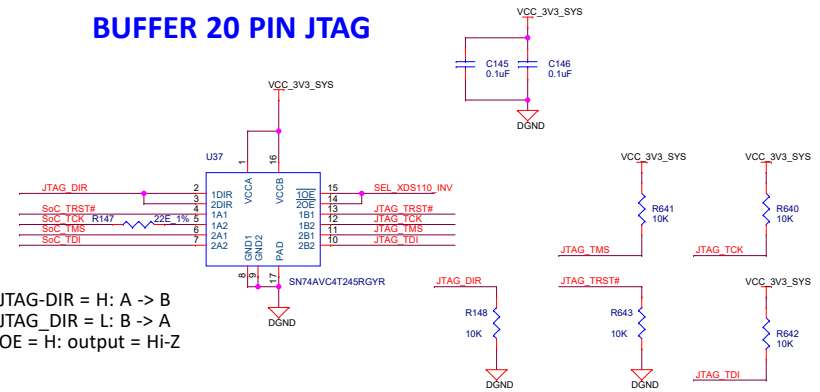 BUFFER 20 PIN JTAG
VCC_3V3_SYS
C145
0.1uF
C146
0.1uF
DGND
VCC_3V3_SYS
U37
1
16
VCCA
VCCB
JTAG_DIR
2
1DIR
3
2DIR
SoC_TRST#
4
1A1
SoC_TCK
R147
22E_1%
5
1A2
SoC_TMS
6
2A1
SoC_TDI
7
2A2
1OE
15
SEL_XDS110_INV
2OE
14
1B1
13
JTAG_TRST#
1B2
12
JTAG_TCK
2B1
11
JTAG_TMS
2B2
10
JTAG_TDI
GND1
GND2
PAD
8
9
17
SN74AVC4T245RGYR
DGND
JTAG-DIR = H: A -> B
JTAG_DIR = L: B -> A
OE = H: output = Hi-Z
VCC_3V3_SYS
R641
10K
JTAG_TMS
VCC_3V3_SYS
R640
10K
JTAG_TCK
JTAG_DIR
R148
10K
DGND
JTAG_TRST#
R643
10K
DGND
VCC_3V3_SYS
R642
10K
JTAG_TDI